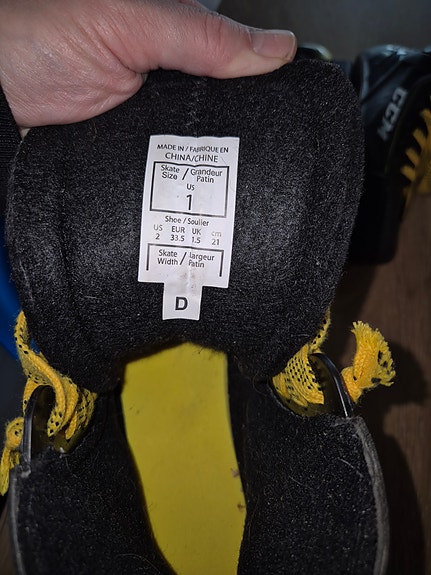 MADE IN / FABRIQUE EN
CHINA/CHINE
Skate Size / Grandeur Patin
US
1
Shoe / Soulier
US EUR UK cm
2 33.5 1.5 21
Skate Width / Largeur Patin
D
CCM